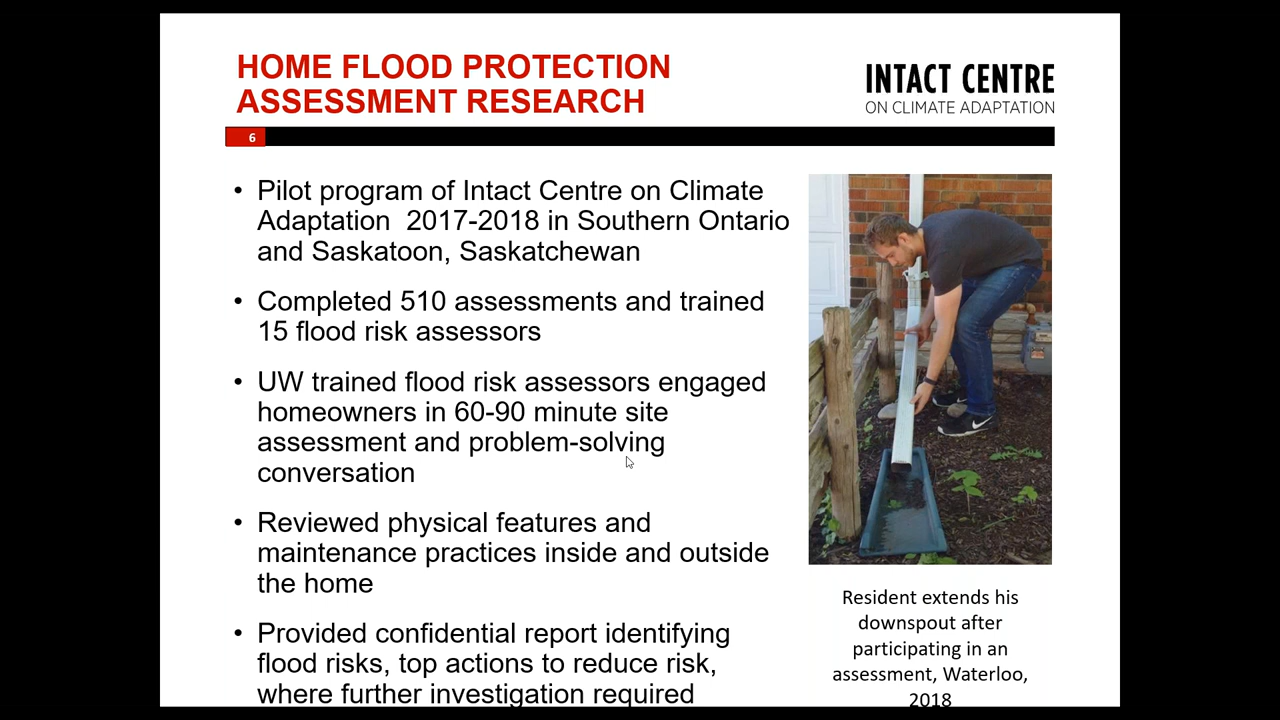 HOME FLOOD PROTECTION
ASSESSMENT RESEARCH
INTACT CENTRE
ON CLIMATE ADAPTATION
6
• Pilot program of Intact Centre on Climate
Adaptation 2017-2018 in Southern Ontario
and Saskatoon, Saskatchewan
• Completed 510 assessments and trained
15 flood risk assessors
• UW trained flood risk assessors engaged
homeowners in 60-90 minute site
assessment and problem-solving
conversation
• Reviewed physical features and
maintenance practices inside and outside
the home
• Provided confidential report identifying
flood risks, top actions to reduce risk,
where further investigation required
Resident extends his
downspout after
participating in an
assessment, Waterloo,
2018